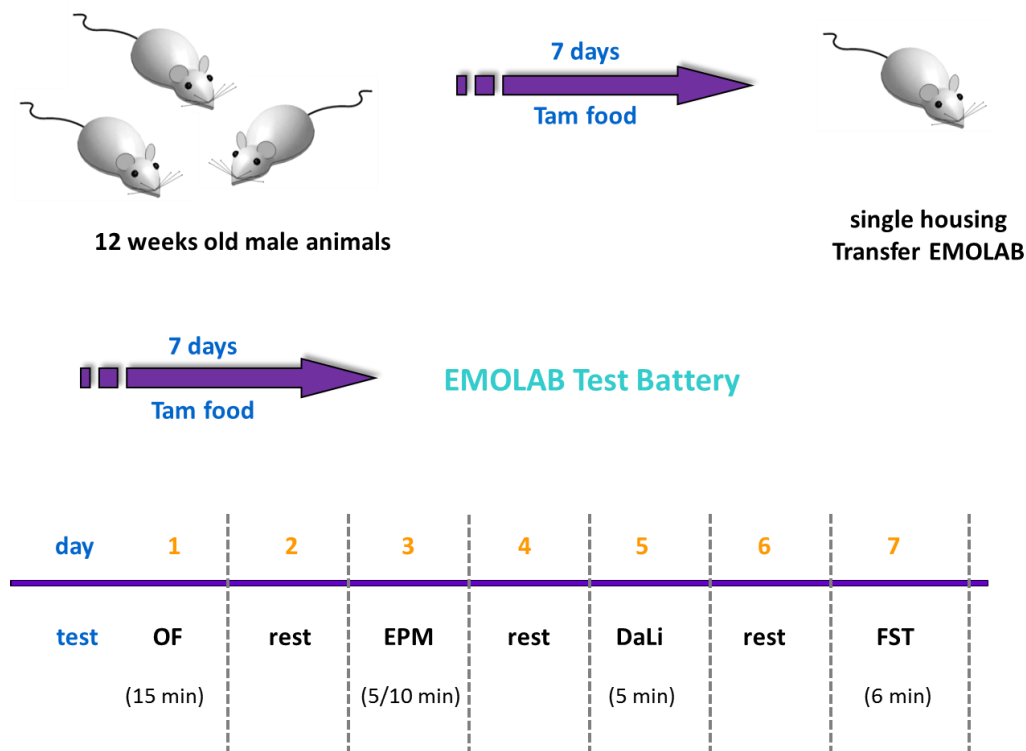 7 days
Tam food
12 weeks old male animals
single housing
Transfer EMOLAB
7 days
Tam food
EMOLAB Test Battery
day 1 2 3 4 5 6 7
test OF rest EPM rest DaLi rest FST
(15 min) (5/10 min) (5 min) (6 min)